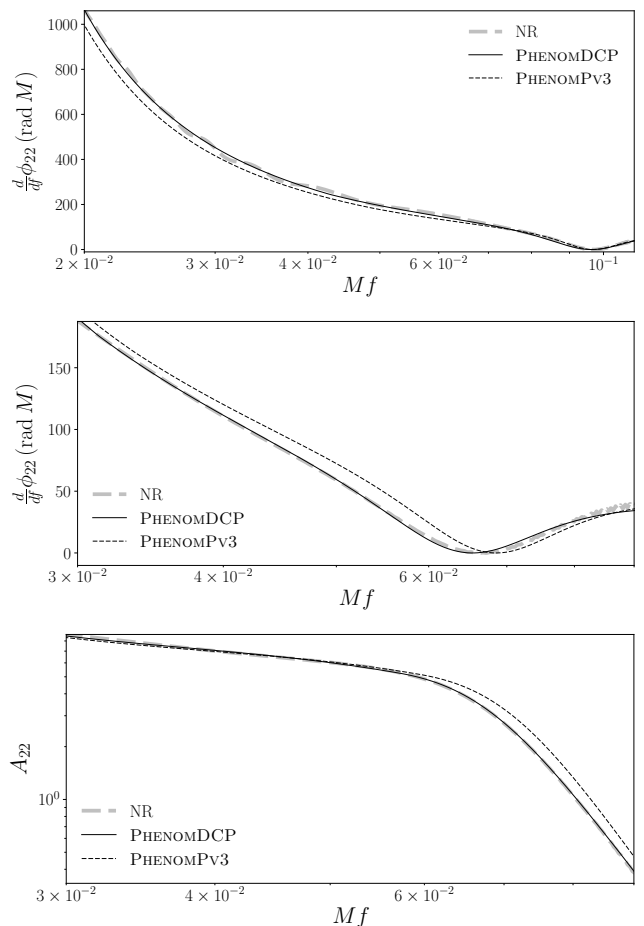 1000
800
600
400
200
0
d/df ϕ₂₂ (rad M)
NR
PHENOMDCP
PHENOMPV3
2 × 10⁻²
3 × 10⁻²
4 × 10⁻²
6 × 10⁻²
10⁻¹
Mf
150
100
50
0
d/df ϕ₂₂ (rad M)
NR
PHENOMDCP
PHENOMPV3
3 × 10⁻²
4 × 10⁻²
6 × 10⁻²
Mf
A₂₂
10⁰
NR
PHENOMDCP
PHENOMPV3
3 × 10⁻²
4 × 10⁻²
6 × 10⁻²
Mf